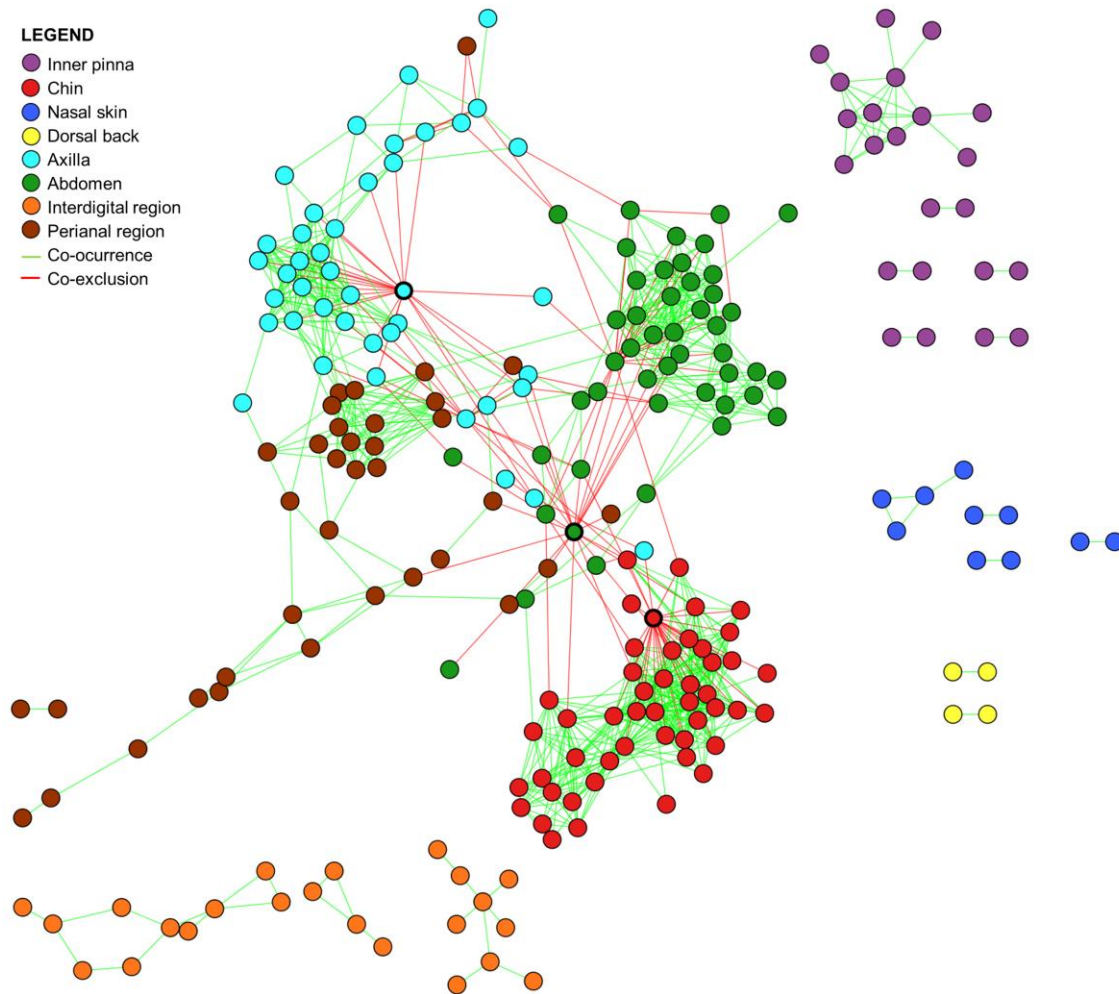 LEGEND
Inner pinna
Chin
Nasal skin
Dorsal back
Axilla
Abdomen
Interdigital region
Perianal region
Co-ocurrence
Co-exclusion